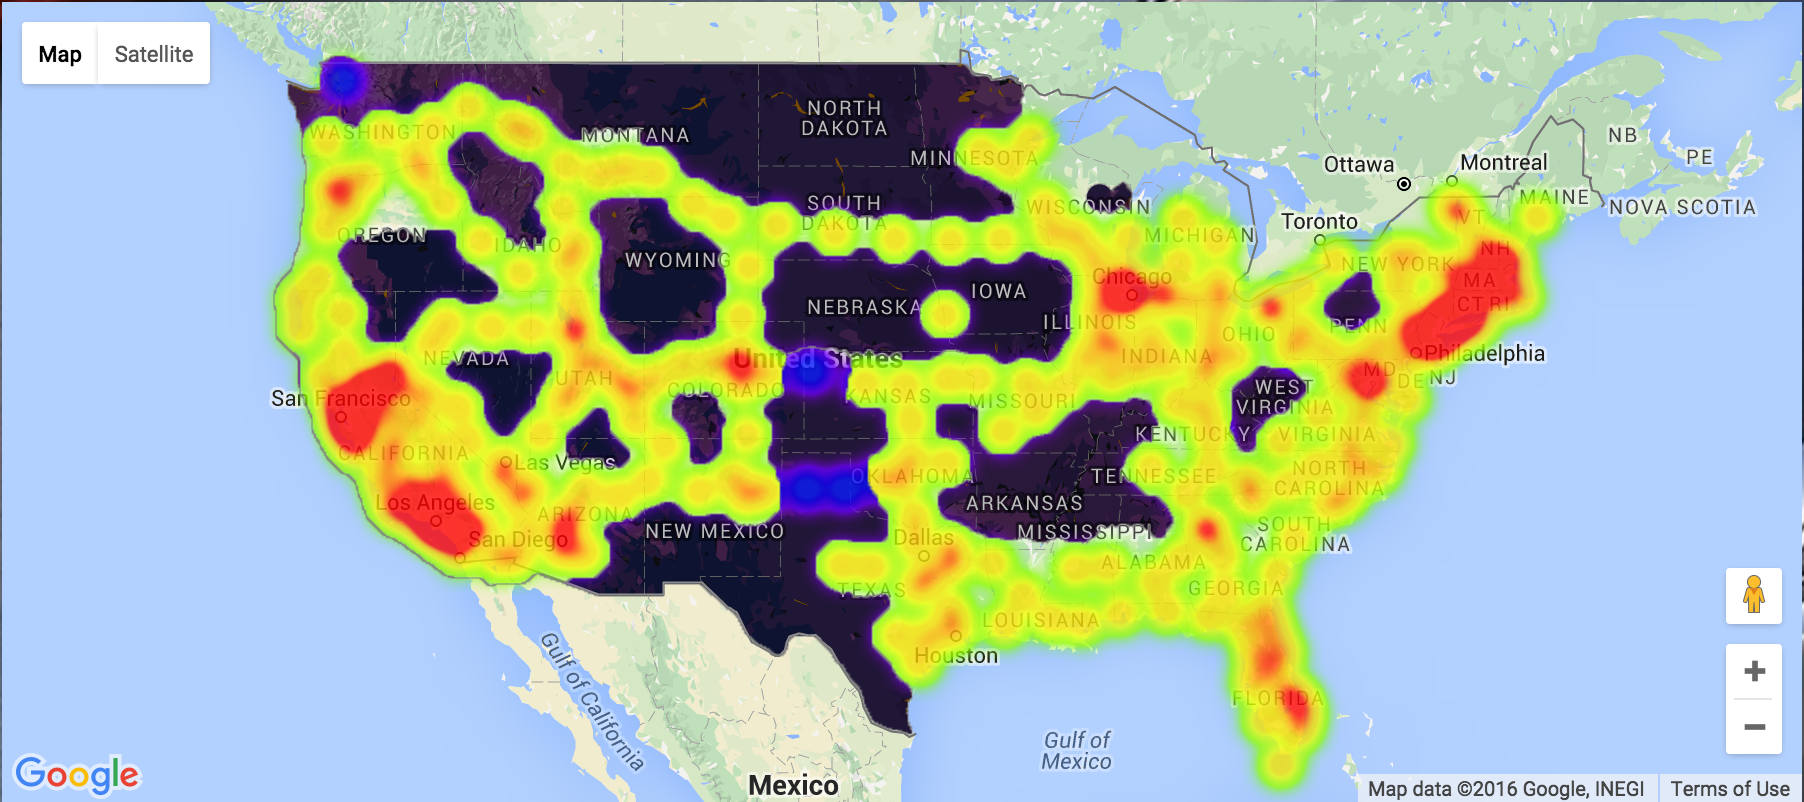 Map Satellite
NORTH
DAKOTA
WASHINGTON
MONTANA
MINNESOTA
Ottawa
Montreal
NB
PE
MAINE
NOVA SCOTIA
VT
SOUTH
DAKOTA
WISCONSIN
Toronto
MICHIGAN
OREGON
IDAHO
WYOMING
NH
NEW YORK
MA
CT RI
Chicago
IOWA
NEBRASKA
ILLINOIS
OHIO
PENN
NEVADA
United States
INDIANA
Philadelphia
MD
DE NJ
UTAH
COLORADO
KANSAS
MISSOURI
WEST
VIRGINIA
San Francisco
CALIFORNIA
KENTUCKY
VIRGINIA
Las Vegas
OKLAHOMA
TENNESSEE
NORTH
CAROLINA
Los Angeles
ARIZONA
ARKANSAS
NEW MEXICO
MISSISSIPPI
SOUTH
CAROLINA
San Diego
Dallas
ALABAMA
TEXAS
GEORGIA
LOUISIANA
Houston
Gulf of California
FLORIDA
Gulf of
Mexico
Google
Mexico
Map data ©2016 Google, INEGI Terms of Use